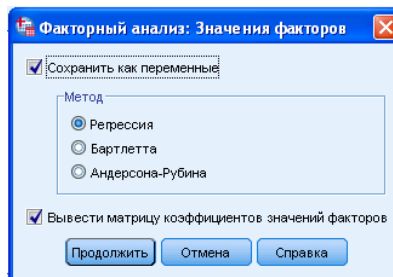 Факторный анализ: Значения факторов
Сохранить как переменные
Метод
Регрессия
Бартлетта
Андерсона-Рубина
Вывести матрицу коэффициентов значений факторов
Продолжить Отмена Справка